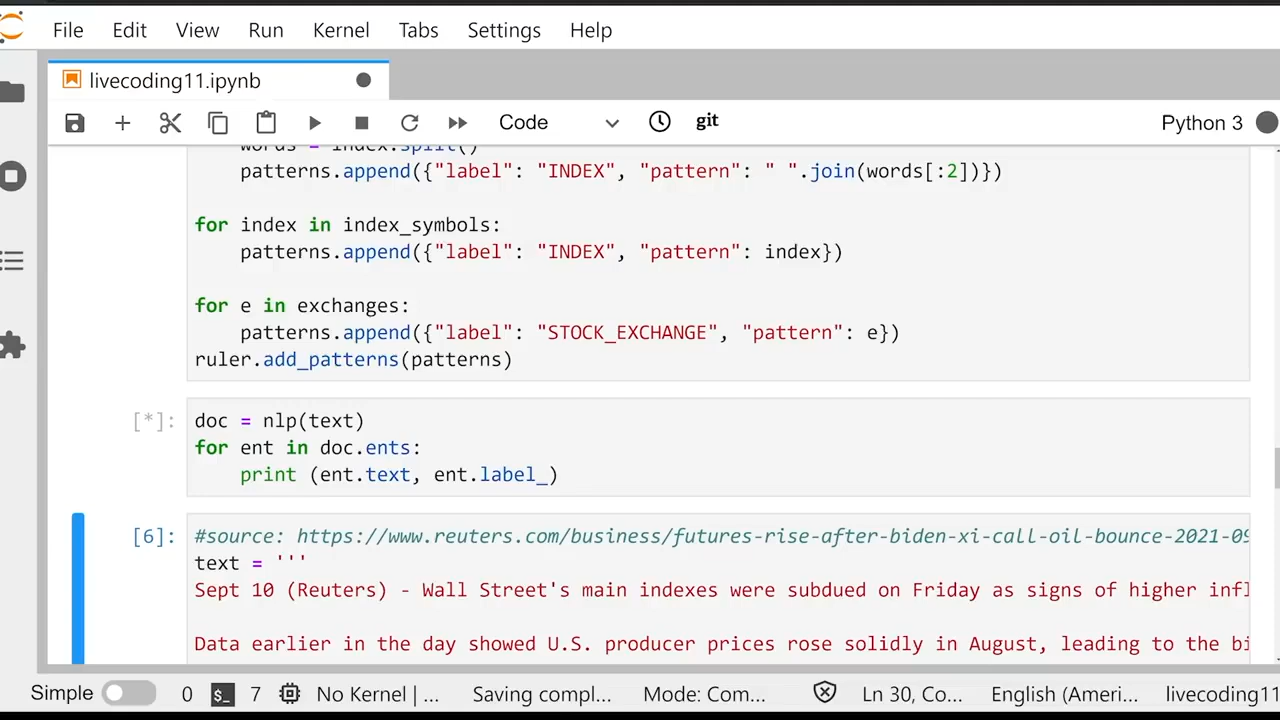 File Edit View Run Kernel Tabs Settings Help
livecoding11.ipynb
Code git Python 3
words = index.split()
patterns.append({"label": "INDEX", "pattern": " ".join(words[:2])})
for index in index_symbols:
patterns.append({"label": "INDEX", "pattern": index})
for e in exchanges:
patterns.append({"label": "STOCK_EXCHANGE", "pattern": e})
ruler.add_patterns(patterns)
[*]: doc = nlp(text)
for ent in doc.ents:
print (ent.text, ent.label_)
[6]: #source: https://www.reuters.com/business/futures-rise-after-biden-xi-call-oil-bounce-2021-09
text = '''
Sept 10 (Reuters) - Wall Street's main indexes were subdued on Friday as signs of higher infl
Data earlier in the day showed U.S. producer prices rose solidly in August, leading to the bi
Simple 0 $_ 7 No Kernel | ... Saving compl... Mode: Com... Ln 30, Co... English (Ameri... livecoding11